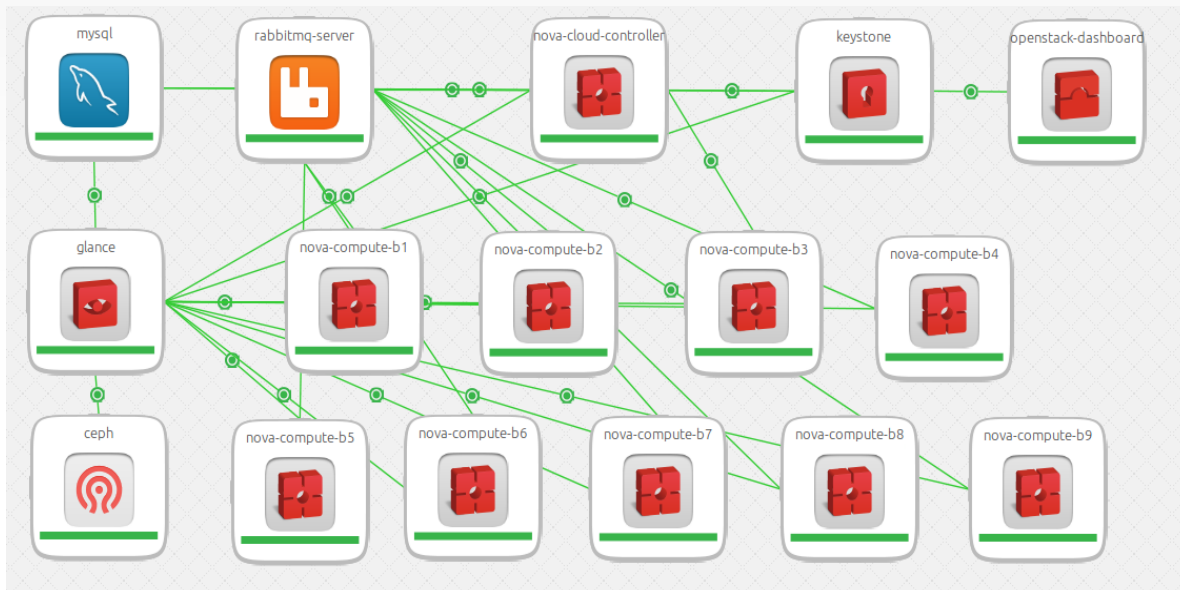 mysql
rabbitmq-server
nova-cloud-controller
keystone
openstack-dashboard
glance
nova-compute-b1
nova-compute-b2
nova-compute-b3
nova-compute-b4
ceph
nova-compute-b5
nova-compute-b6
nova-compute-b7
nova-compute-b8
nova-compute-b9